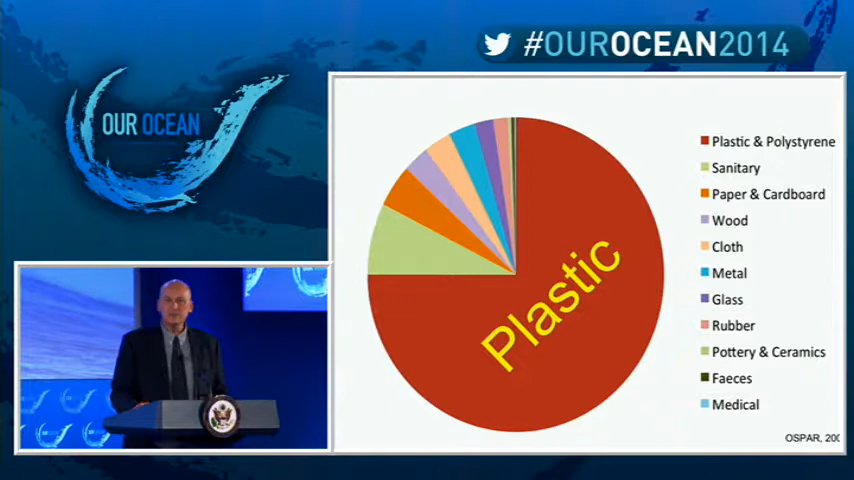 #OUROCEAN2014
OUR OCEAN
Plastic
Plastic & Polystyrene
Sanitary
Paper & Cardboard
Wood
Cloth
Metal
Glass
Rubber
Pottery & Ceramics
Faeces
Medical
OSPAR,